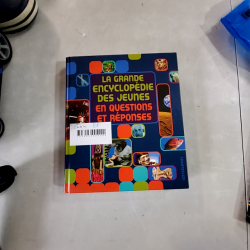 LA GRANDE
ENCYCLOPÉDIE
DES JEUNES
EN QUESTIONS
ET RÉPONSES